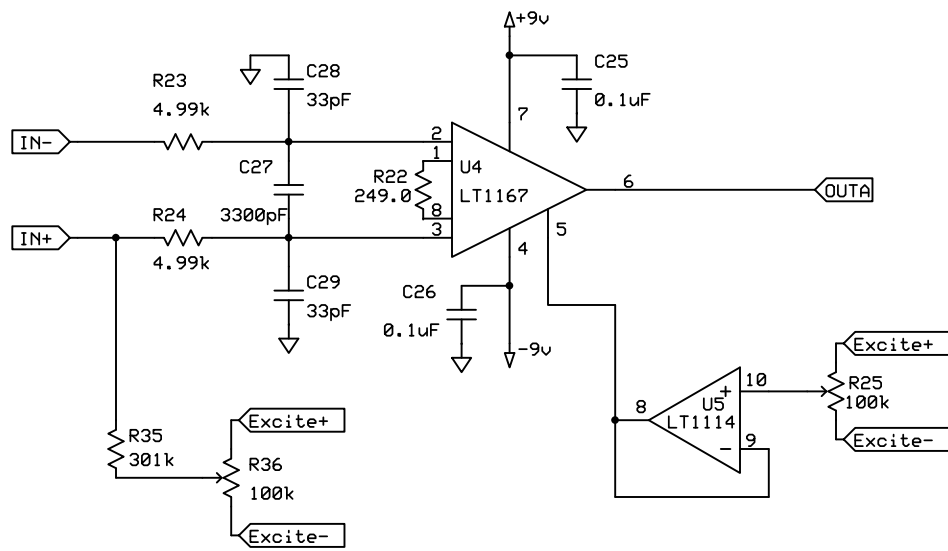 +9v
C28
33pF
C25
0.1uF
R23
4.99k
7
IN-
2
1
U4
C27
R22
249.0
LT1167
6
OUTA
3300pF
8
R24
3
5
IN+
4
4.99k
C29
33pF
C26
0.1uF
-9v
Excite+
10
R25
100k
8
U5
+
LT1114
9
-
Excite-
Excite+
R35
301k
R36
100k
Excite-